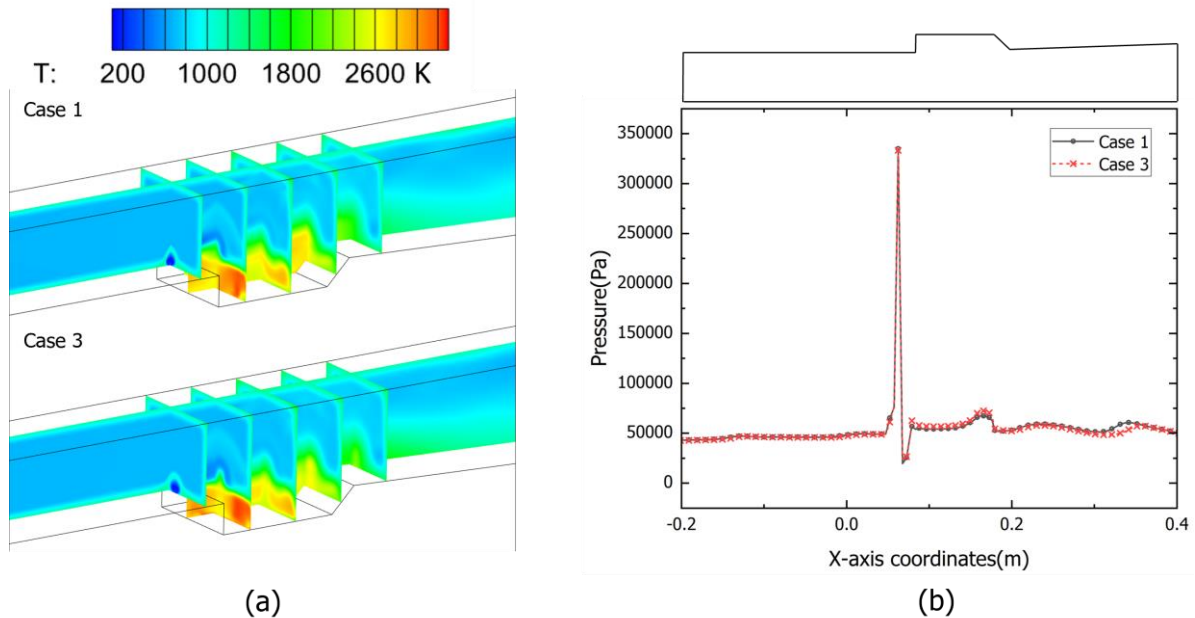 T: 200 1000 1800 2600 K
Case 1
Case 3
(a)
350000
300000
250000
200000
150000
100000
50000
0
Pressure(Pa)
Case 1
Case 3
-0.2 0.0 0.2 0.4
X-axis coordinates(m)
(b)